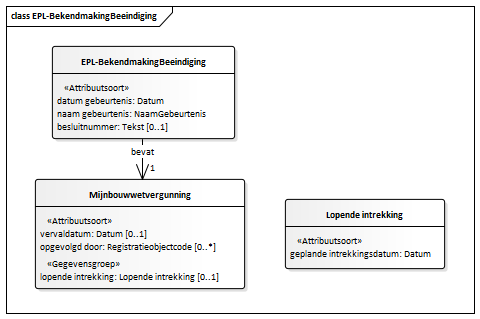 class EPL-BekendmakingBeeindiging
EPL-BekendmakingBeeindiging
«Attribuutsoort»
datum gebeurtenis: Datum
naam gebeurtenis: NaamGebeurtenis
besluitnummer: Tekst [0..1]
bevat
1
Mijnbouwwetvergunning
«Attribuutsoort»
vervaldatum: Datum [0..1]
opgevolgd door: Registratieobjectcode [0..*]
«Gegevensgroep»
lopende intrekking: Lopende intrekking [0..1]
Lopende intrekking
«Attribuutsoort»
geplande intrekkingsdatum: Datum